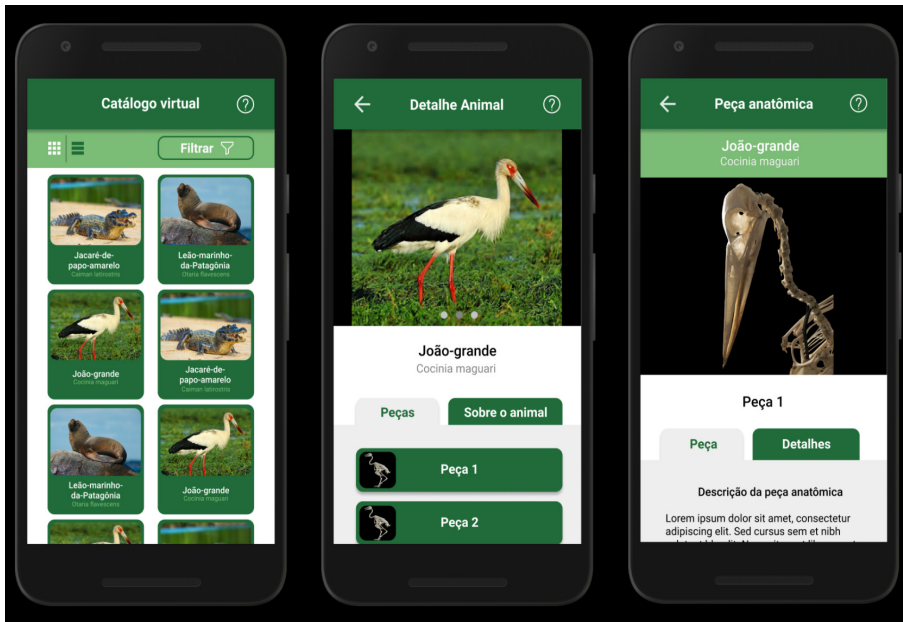 Catálogo virtual
?
Filtrar
Jacaré-de-
papo-amarelo
Caiman latirostris
Leão-marinho-
da-Patagônia
Otaria flavescens
João-grande
Cocinia maguari
Jacaré-de-
papo-amarelo
Caiman latirostris
Leão-marinho-
da-Patagônia
Otaria flavescens
João-grande
Cocinia maguari
Detalhe Animal
?
João-grande
Cocinia maguari
Peças
Sobre o animal
Peça 1
Peça 2
Peça anatômica
?
João-grande
Cocinia maguari
Peça 1
Peça
Detalhes
Descrição da peça anatômica
Lorem ipsum dolor sit amet, consectetur
adipiscing elit. Sed cursus sem et nibh